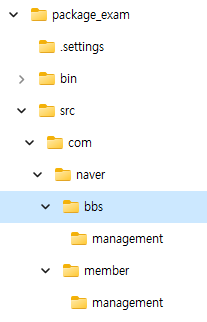 package_exam
.settings
bin
src
com
naver
bbs
management
member
management